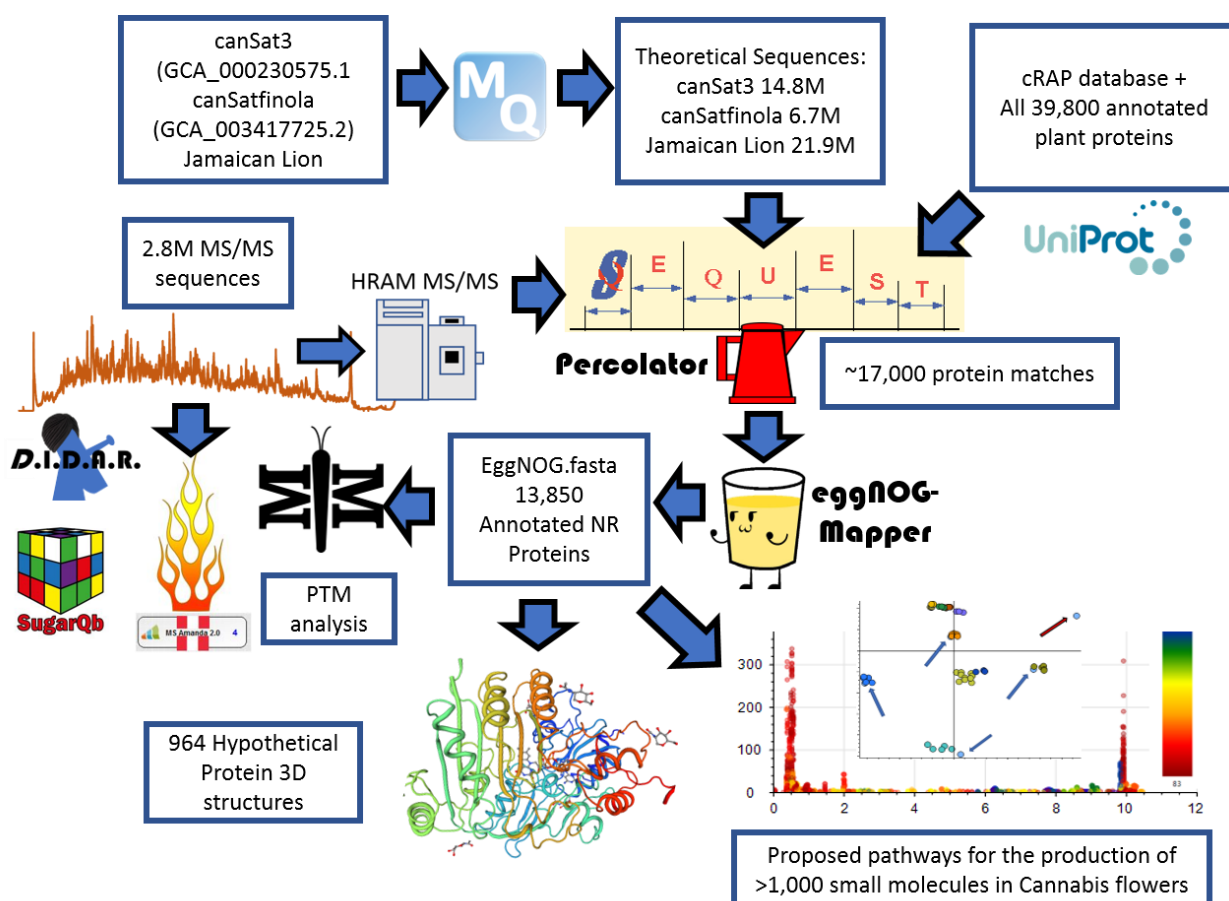 canSat3
(GCA_000230575.1
canSatfinola
(GCA_003417725.2)
Jamaican Lion
M
Q
Theoretical Sequences:
canSat3 14.8M
canSatfinola 6.7M
Jamaican Lion 21.9M
cRAP database +
All 39,800 annotated
plant proteins
UniProt
2.8M MS/MS
sequences
HRAM MS/MS
S E Q U E S T
Percolator
~17,000 protein matches
D.I.D.A.R.
SugarQb
MS Amanda 2.0 4
M M
PTM
analysis
EggNOG.fasta
13,850
Annotated NR
Proteins
eggNOG-
Mapper
964 Hypothetical
Protein 3D
structures
300
200
100
0
0 2 4 6 8 10 12
83
Proposed pathways for the production of
>1,000 small molecules in Cannabis flowers